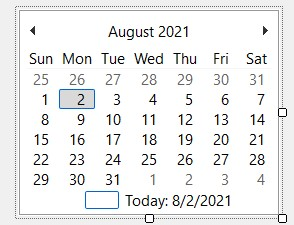 August 2021
Sun Mon Tue Wed Thu Fri Sat
25 26 27 28 29 30 31
1 2 3 4 5 6 7
8 9 10 11 12 13 14
15 16 17 18 19 20 21
22 23 24 25 26 27 28
29 30 31 1 2 3 4
Today: 8/2/2021